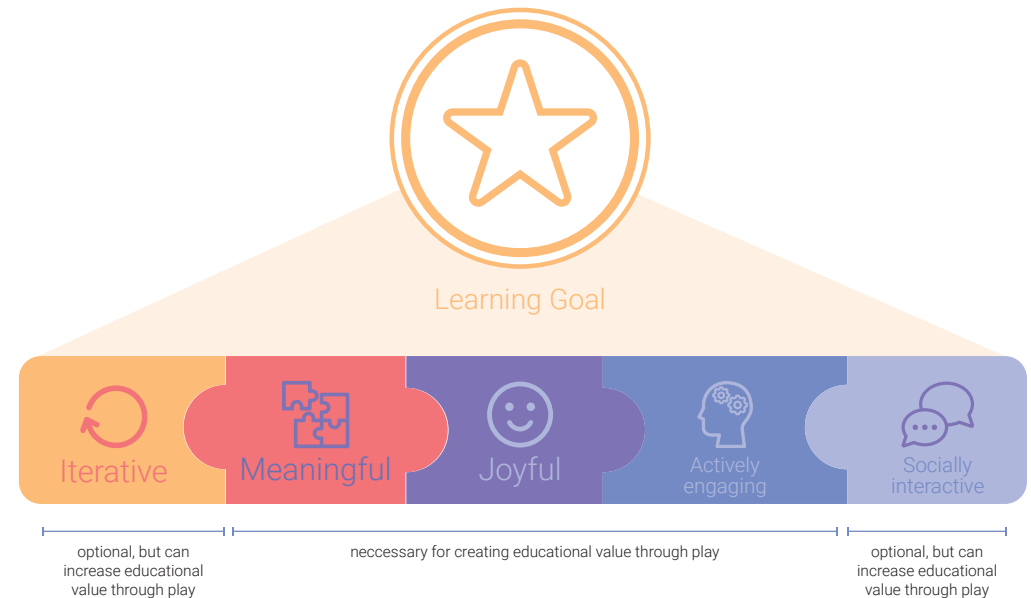 Learning Goal
Iterative
Meaningful
Joyful
Actively
engaging
Socially
interactive
optional, but can
increase educational
value through play
neccessary for creating educational value through play
optional, but can
increase educational
value through play